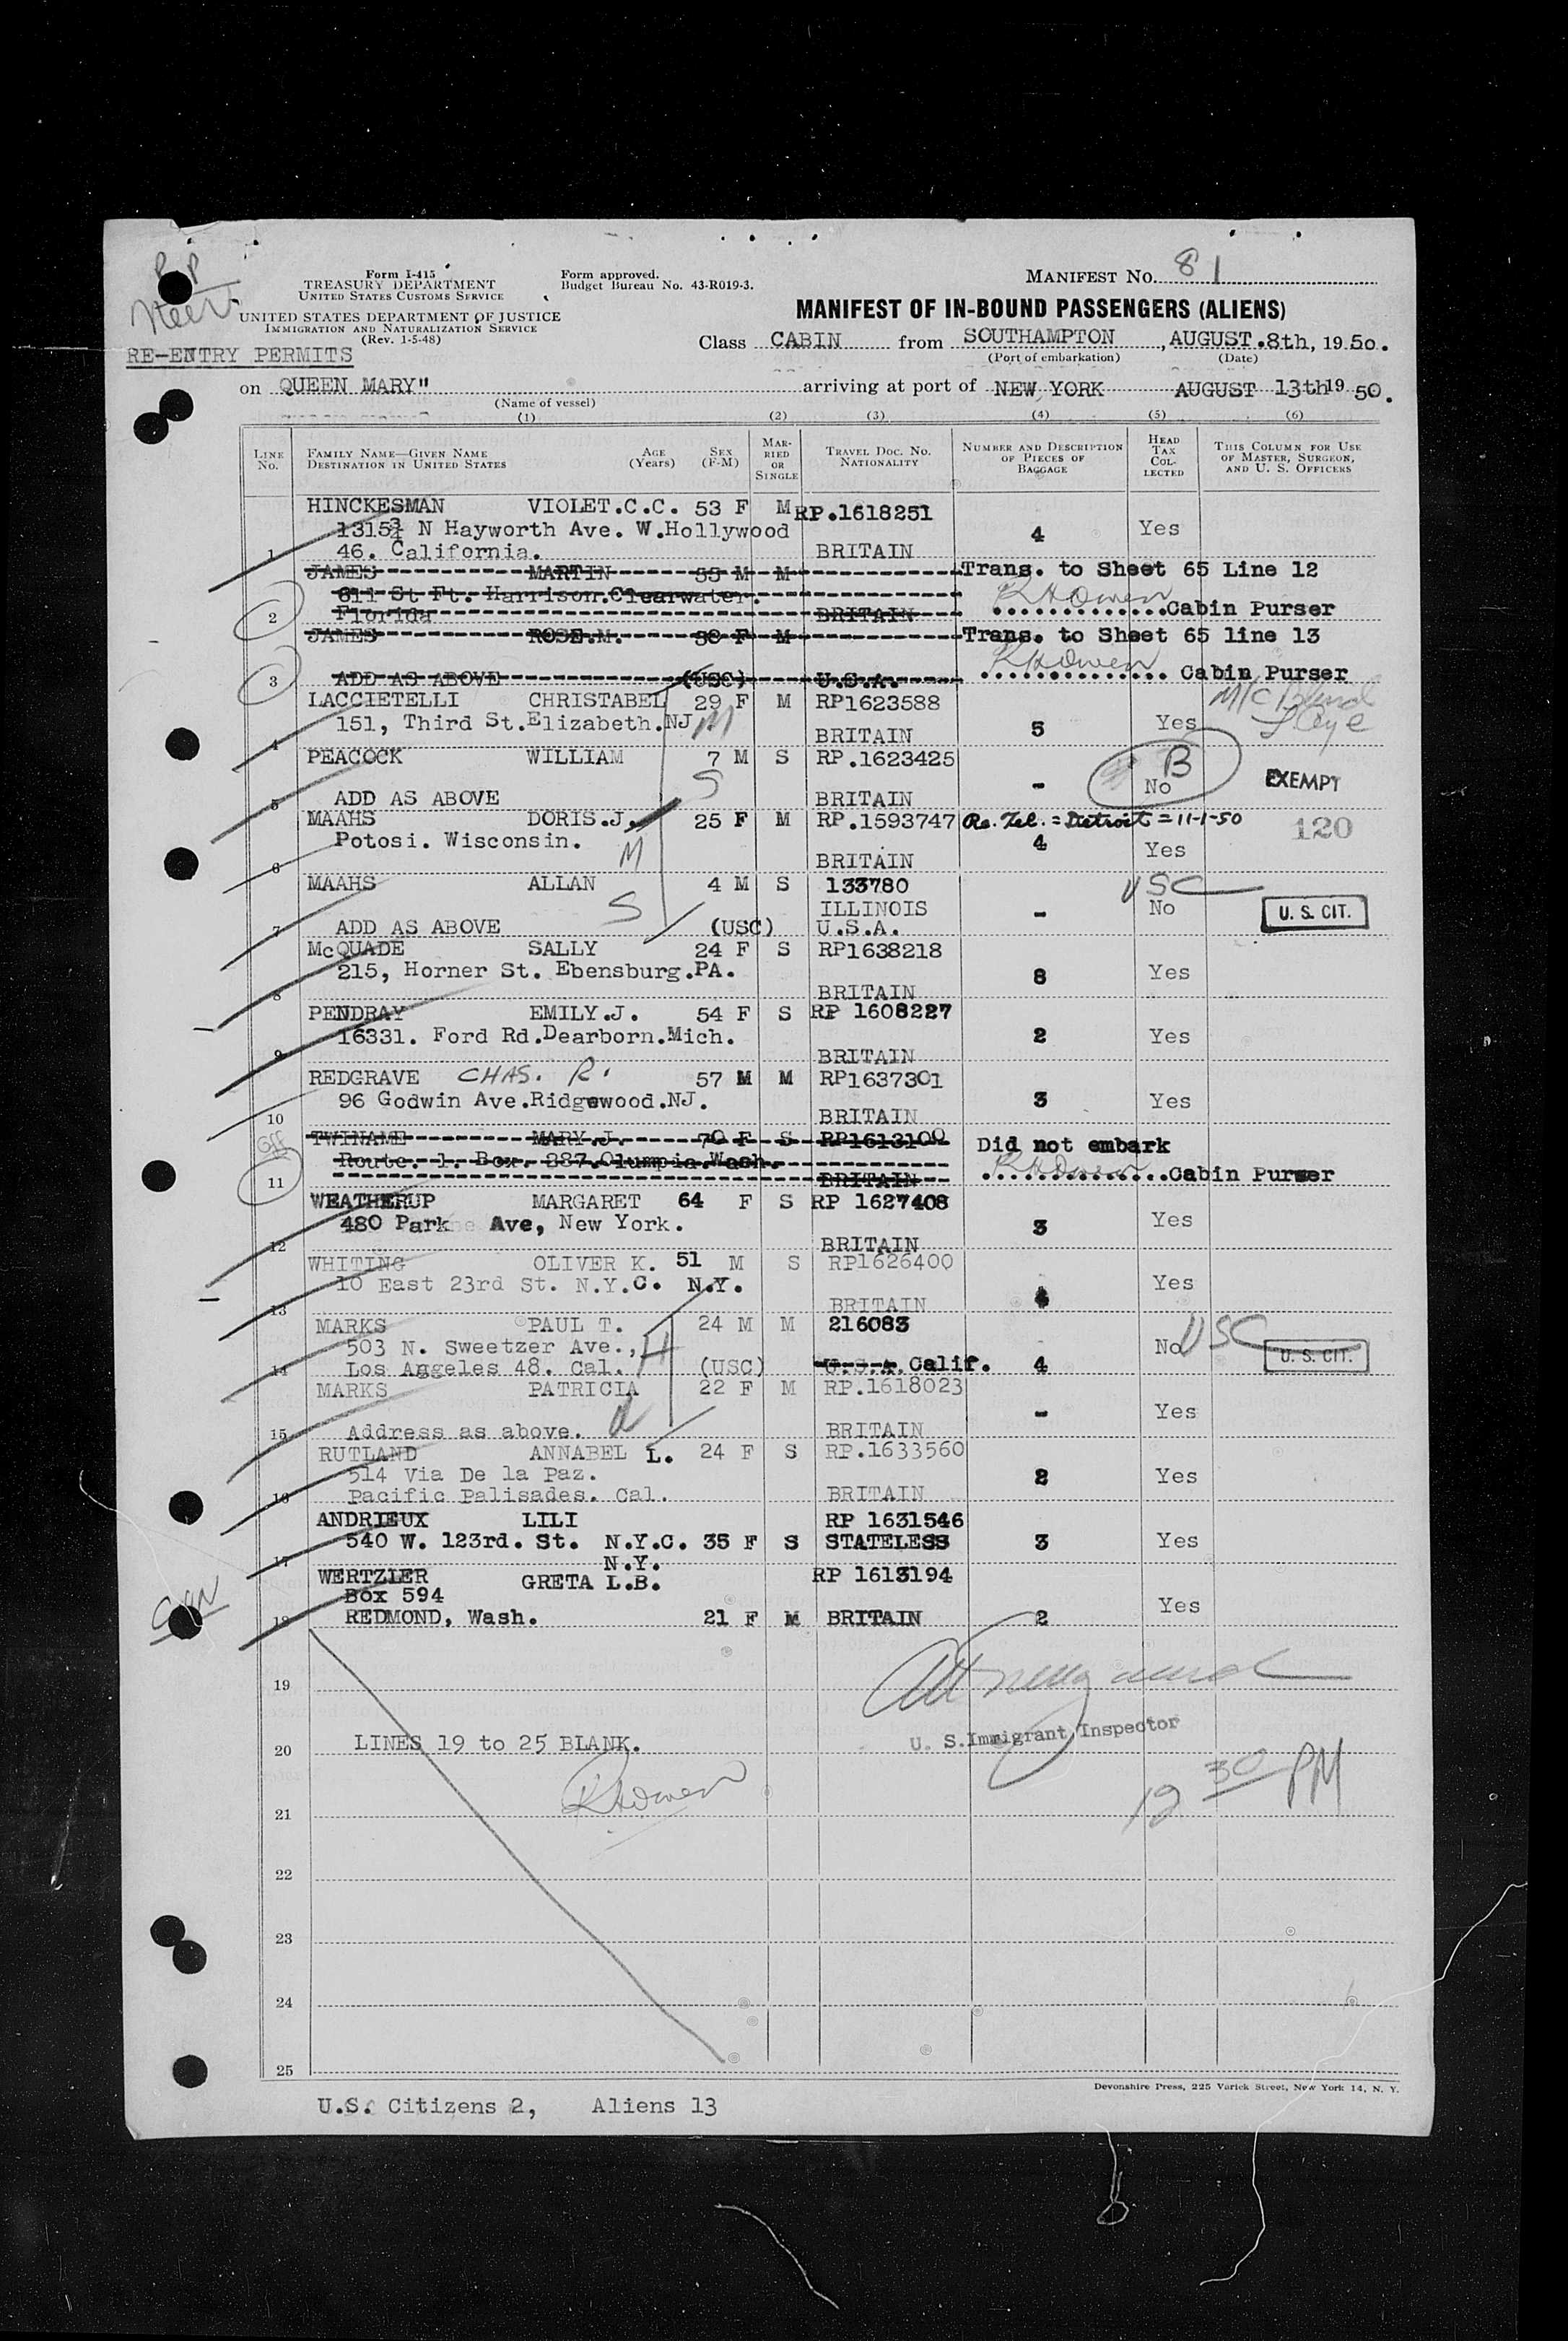 RP
Form I-415
TREASURY DEPARTMENT
UNITED STATES CUSTOMS SERVICE
UNITED STATES DEPARTMENT OF JUSTICE
IMMIGRATION AND NATURALIZATION SERVICE
(Rev. 1-5-48)
Form approved.
Budget Bureau No. 43-R019-3.
MANIFEST NO. 81
MANIFEST OF IN-BOUND PASSENGERS (ALIENS)
Class CABIN from SOUTHAMPTON, AUGUST.8th, 1950.
(Port of embarkation) (Date)
RE-ENTRY PERMITS
on QUEEN MARY" arriving at port of NEW YORK AUGUST 13th 1950.
(Name of vessel)
(1) (2) (3) (4) (5) (6)
LINE No. FAMILY NAME—GIVEN NAME DESTINATION IN UNITED STATES AGE (Years) SEX (F-M) MARRIED OR SINGLE TRAVEL DOC. NO. NATIONALITY NUMBER AND DESCRIPTION OF PIECES OF BAGGAGE HEAD TAX COLLECTED THIS COLUMN FOR USE OF MASTER, SURGEON, AND U. S. OFFICERS
HINCKESMAN VIOLET.C.C. 53 F M RP.1618251
1315¾ N Hayworth Ave. W.Hollywood 4 Yes
1 46. California. BRITAIN
JAMES MARTIN 55 M M Trans. to Sheet 65 Line 12
611 St Ft. Harrison.Clearwater. RHOwen
2 Florida BRITAIN Cabin Purser
JAMES ROSE.M. 58 F M Trans. to Sheet 65 line 13
RHOwen
3 ADD AS ABOVE (USC) U.S.A. Cabin Purser
LACCIETELLI CHRISTABEL 29 F M RP1623588 M/C Blind
151, Third St.Elizabeth.NJ. M 5 Yes Eye
4 BRITAIN
PEACOCK WILLIAM 7 M S RP.1623425 B
S - No EXEMPT
5 ADD AS ABOVE BRITAIN
MAAHS DORIS.J. 25 F M RP.1593747 Re. Tel. = Detroit = 11-1-50 120
Potosi. Wisconsin. M 4 Yes
6 BRITAIN
MAAHS ALLAN 4 M S 133780 USC
S ILLINOIS - No U. S. CIT.
7 ADD AS ABOVE (USC) U.S.A.
McQUADE SALLY 24 F S RP1638218
215, Horner St. Ebensburg.PA. 8 Yes
8 BRITAIN
PENDRAY EMILY.J. 54 F S RP 1608227
16331. Ford Rd.Dearborn.Mich. 2 Yes
9 BRITAIN
REDGRAVE CHAS. R. 57 M M RP1637301
96 Godwin Ave.Ridgewood.NJ. 3 Yes
10 BRITAIN
Off TWINAME MARY.J. 70 F S RP1613100 Did not embark
Route. 1. Box. 387.Olumpia.Wash. RHOwen
11 BRITAIN Cabin Purser
WEATHERUP MARGARET 64 F S RP 1627408
480 Park Ave, New York. 3 Yes
12 BRITAIN
WHITING OLIVER K. 51 M S RP1626400
10 East 23rd St. N.Y.C. N.Y. 4 Yes
13 BRITAIN
MARKS PAUL T. 24 M M 216083 USC
503 N. Sweetzer Ave., H No U. S. CIT.
14 Los Angeles 48. Cal. (USC) U.S.A. Calif. 4
MARKS PATRICIA 22 F M RP.1618023
- Yes
15 Address as above. BRITAIN
RUTLAND ANNABEL L. 24 F S RP.1633560
514 Via De la Paz. 2 Yes
16 Pacific Palisades. Cal. BRITAIN
ANDRIEUX LILI RP 1631546
540 W. 123rd. St. N.Y.C. 35 F S STATELESS 3 Yes
17 N.Y.
WERTZLER GRETA L.B. RP 1613194
Box 594 Yes
18 REDMOND, Wash. 21 F M BRITAIN 2
19
U. S. Immigrant Inspector
20 LINES 19 to 25 BLANK.
RHOwen 12 30 PM
21
22
23
24
25
Devonshire Press, 225 Varick Street, New York 14, N. Y.
U.S. Citizens 2, Aliens 13